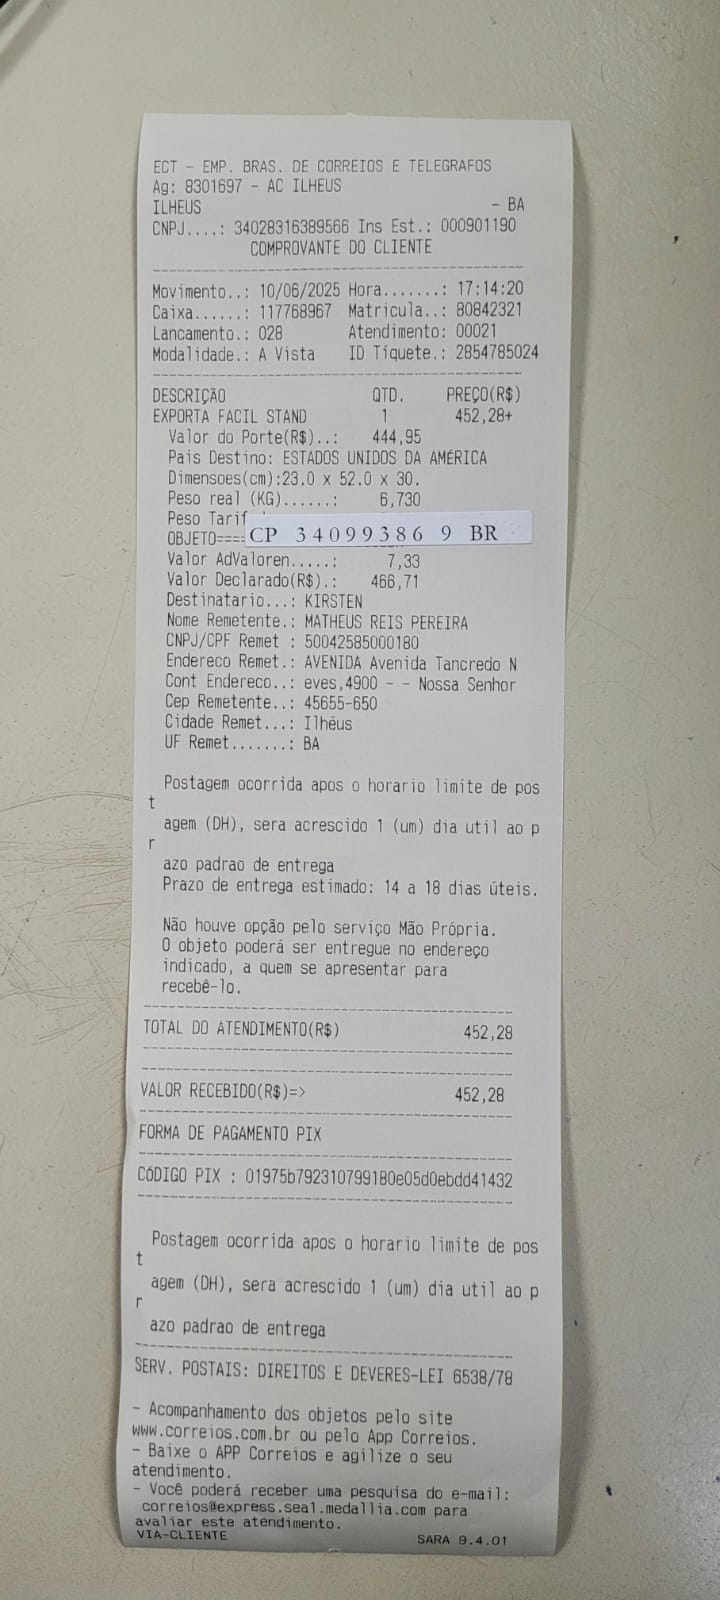 ECT - EMP. BRAS. DE CORREIOS E TELEGRAFOS
Ag: 8301697 - AC ILHEUS
ILHEUS - BA
CNPJ....: 34028316389566 Ins Est.: 000901190
COMPROVANTE DO CLIENTE
Movimento..: 10/06/2025 Hora.......: 17:14:20
Caixa......: 117768967 Matricula..: 80842321
Lancamento.: 028 Atendimento: 00021
Modalidade.: A Vista ID Tiquete.: 2854785024
DESCRIÇÃO QTD. PREÇO(R$)
EXPORTA FACIL STAND 1 452,28+
Valor do Porte(R$)..: 444,95
Pais Destino: ESTADOS UNIDOS DA AMÉRICA
Dimensoes(cm):23.0 x 52.0 x 30.
Peso real (KG)......: 6,730
Peso Tarif
OBJETO==== CP 34099386 9 BR
Valor AdValoren.....: 7,33
Valor Declarado(R$).: 466,71
Destinatario...: KIRSTEN
Nome Remetente.: MATHEUS REIS PEREIRA
CNPJ/CPF Remet : 50042585000180
Endereco Remet.: AVENIDA Avenida Tancredo N
Cont Endereco..: eves,4900 - - Nossa Senhor
Cep Remetente..: 45655-650
Cidade Remet...: Ilhéus
UF Remet.......: BA
Postagem ocorrida apos o horario limite de pos
t
agem (DH), sera acrescido 1 (um) dia util ao p
r
azo padrao de entrega
Prazo de entrega estimado: 14 a 18 dias úteis.
Não houve opção pelo serviço Mão Própria.
O objeto poderá ser entregue no endereço
indicado, a quem se apresentar para
recebê-lo.
TOTAL DO ATENDIMENTO(R$) 452,28
VALOR RECEBIDO(R$)=> 452,28
FORMA DE PAGAMENTO PIX
CóDIGO PIX : 01975b792310799180e05d0ebdd41432
Postagem ocorrida apos o horario limite de pos
t
agem (DH), sera acrescido 1 (um) dia util ao p
r
azo padrao de entrega
SERV. POSTAIS: DIREITOS E DEVERES-LEI 6538/78
- Acompanhamento dos objetos pelo site
www.correios.com.br ou pelo App Correios.
- Baixe o APP Correios e agilize o seu
atendimento.
- Você poderá receber uma pesquisa do e-mail:
correios@express.sea1.medallia.com para
avaliar este atendimento.
VIA-CLIENTE SARA 9.4.01